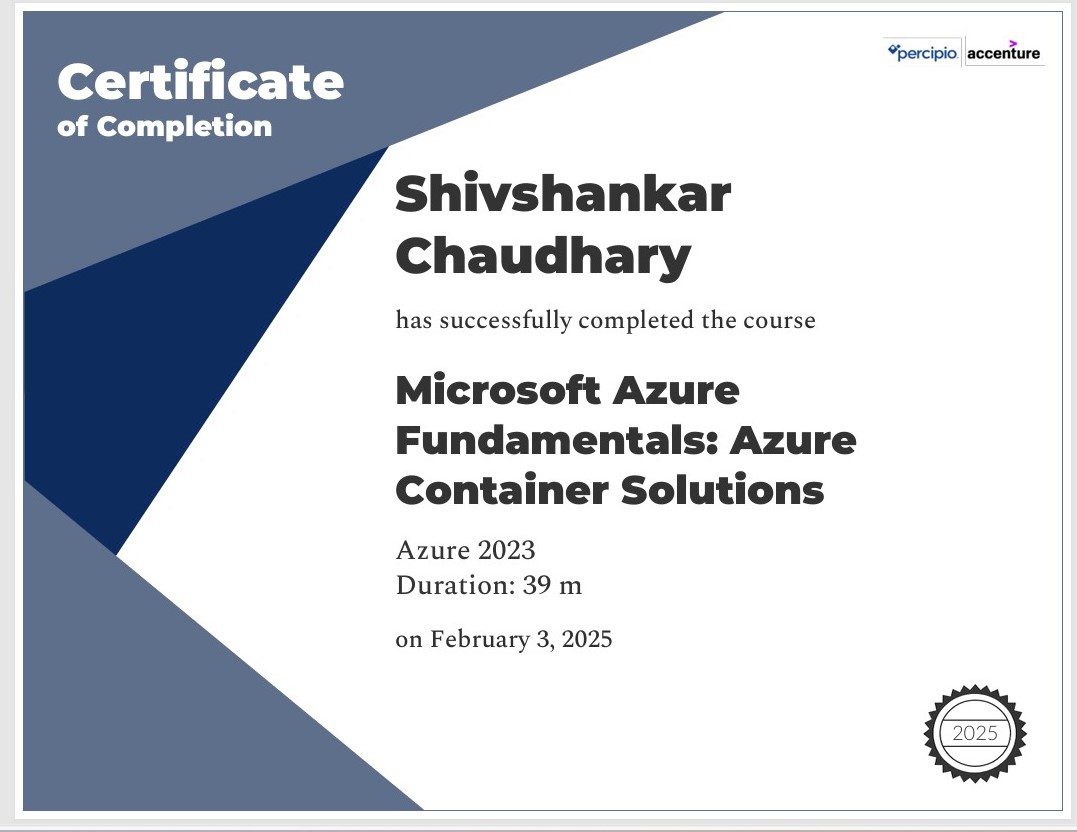 Certificate
of Completion
percipio. accenture
Shivshankar
Chaudhary
has successfully completed the course
Microsoft Azure
Fundamentals: Azure
Container Solutions
Azure 2023
Duration: 39 m
on February 3, 2025
2025